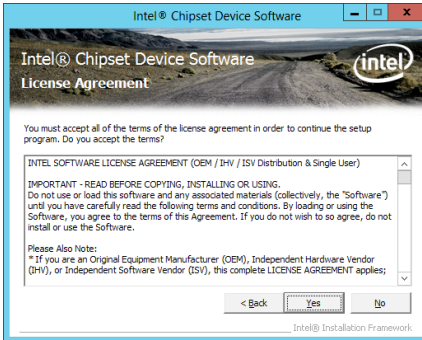 Intel® Chipset Device Software
Intel® Chipset Device Software
License Agreement
intel
You must accept all of the terms of the license agreement in order to continue the setup
program. Do you accept the terms?
INTEL SOFTWARE LICENSE AGREEMENT (OEM / IHV / ISV Distribution & Single User)
IMPORTANT - READ BEFORE COPYING, INSTALLING OR USING.
Do not use or load this software and any associated materials (collectively, the "Software")
until you have carefully read the following terms and conditions. By loading or using the
Software, you agree to the terms of this Agreement. If you do not wish to so agree, do not
install or use the Software.
Please Also Note:
* If you are an Original Equipment Manufacturer (OEM), Independent Hardware Vendor
(IHV), or Independent Software Vendor (ISV), this complete LICENSE AGREEMENT applies;
< Back Yes No
Intel® Installation Framework